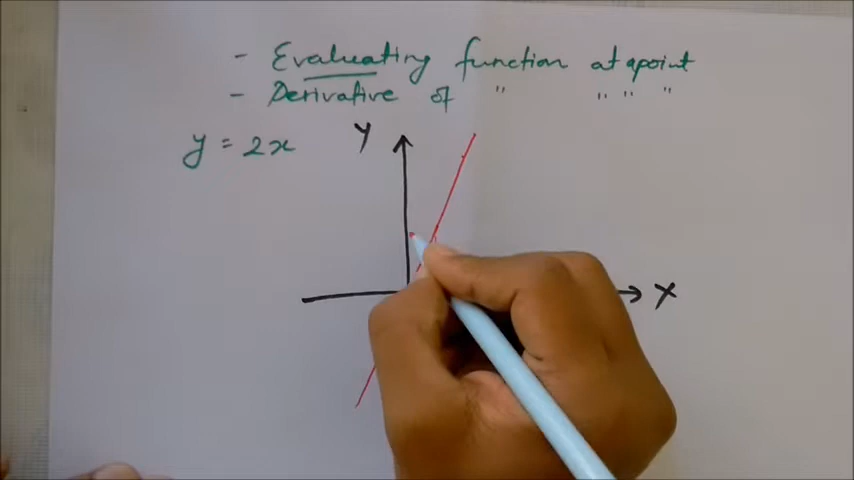 - Evaluating function at a point
- Derivative of " " " "
y = 2x
Y
X